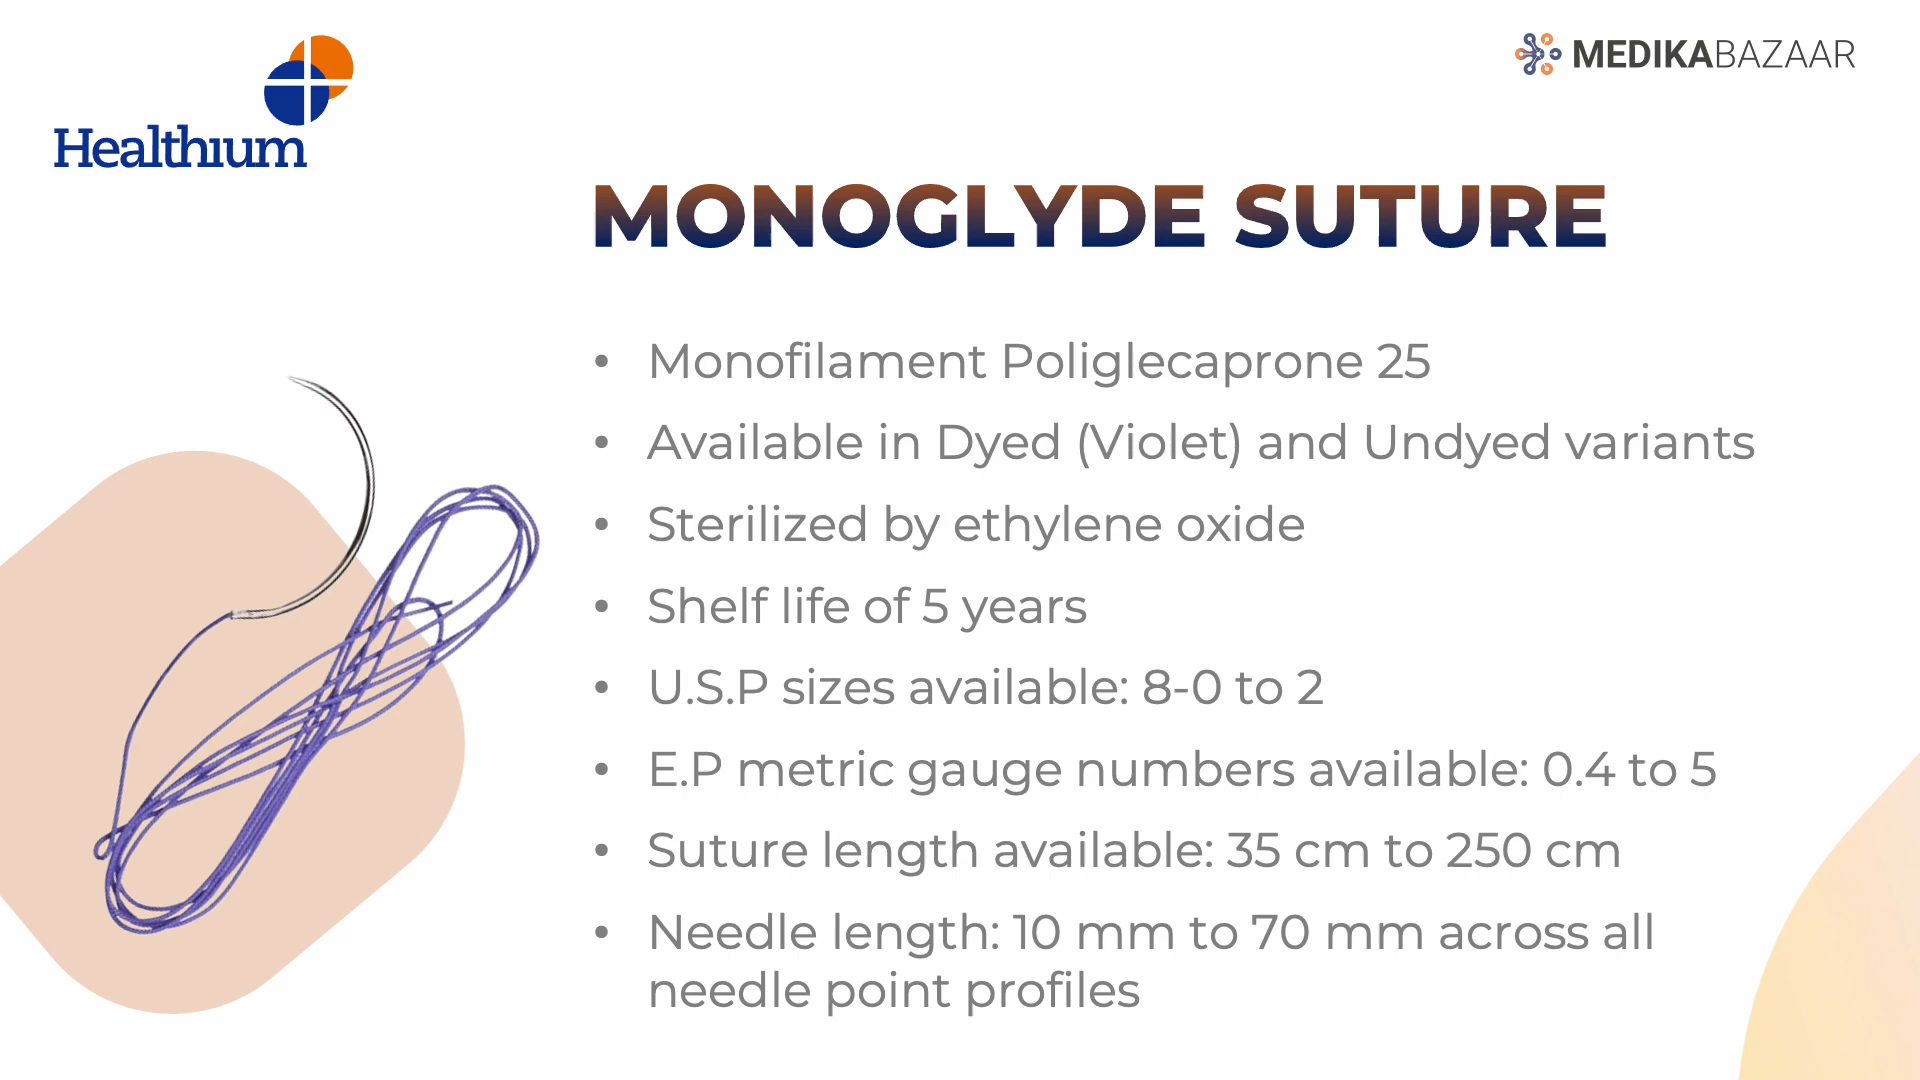 Healthium
MEDIKABAZAAR
MONOGLYDE SUTURE
• Monofilament Poliglecaprone 25
• Available in Dyed (Violet) and Undyed variants
• Sterilized by ethylene oxide
• Shelf life of 5 years
• U.S.P sizes available: 8-0 to 2
• E.P metric gauge numbers available: 0.4 to 5
• Suture length available: 35 cm to 250 cm
• Needle length: 10 mm to 70 mm across all
needle point profiles